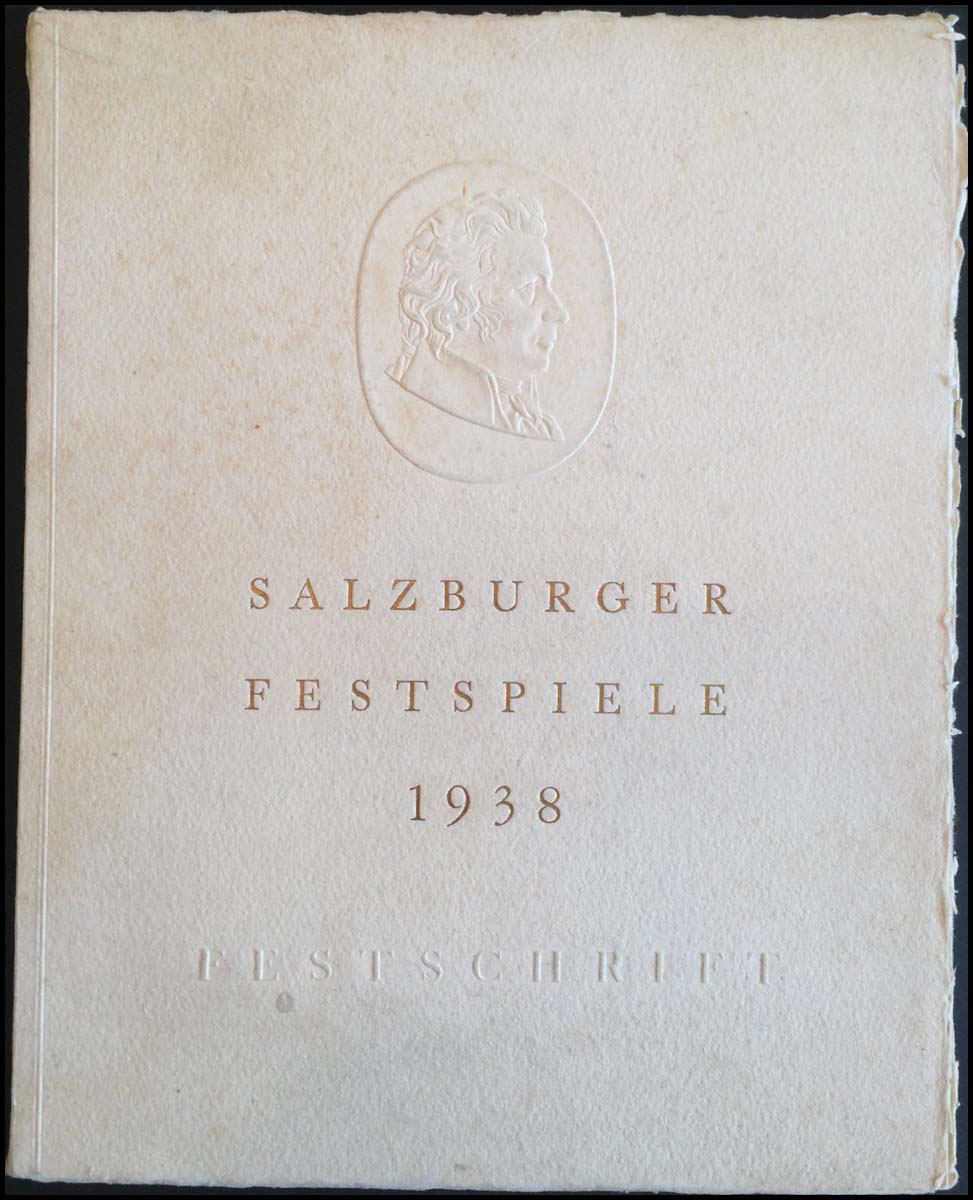 SALZBURGER
FESTSPIELE
1938
FESTSCHRIFT